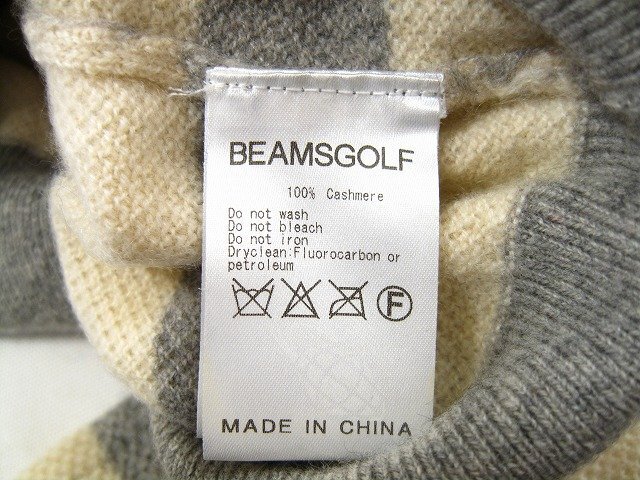 BEAMSGOLF
100% Cashmere
Do not wash
Do not bleach
Do not iron
Dryclean:Fluorocarbon or
petroleum
F
MADE IN CHINA